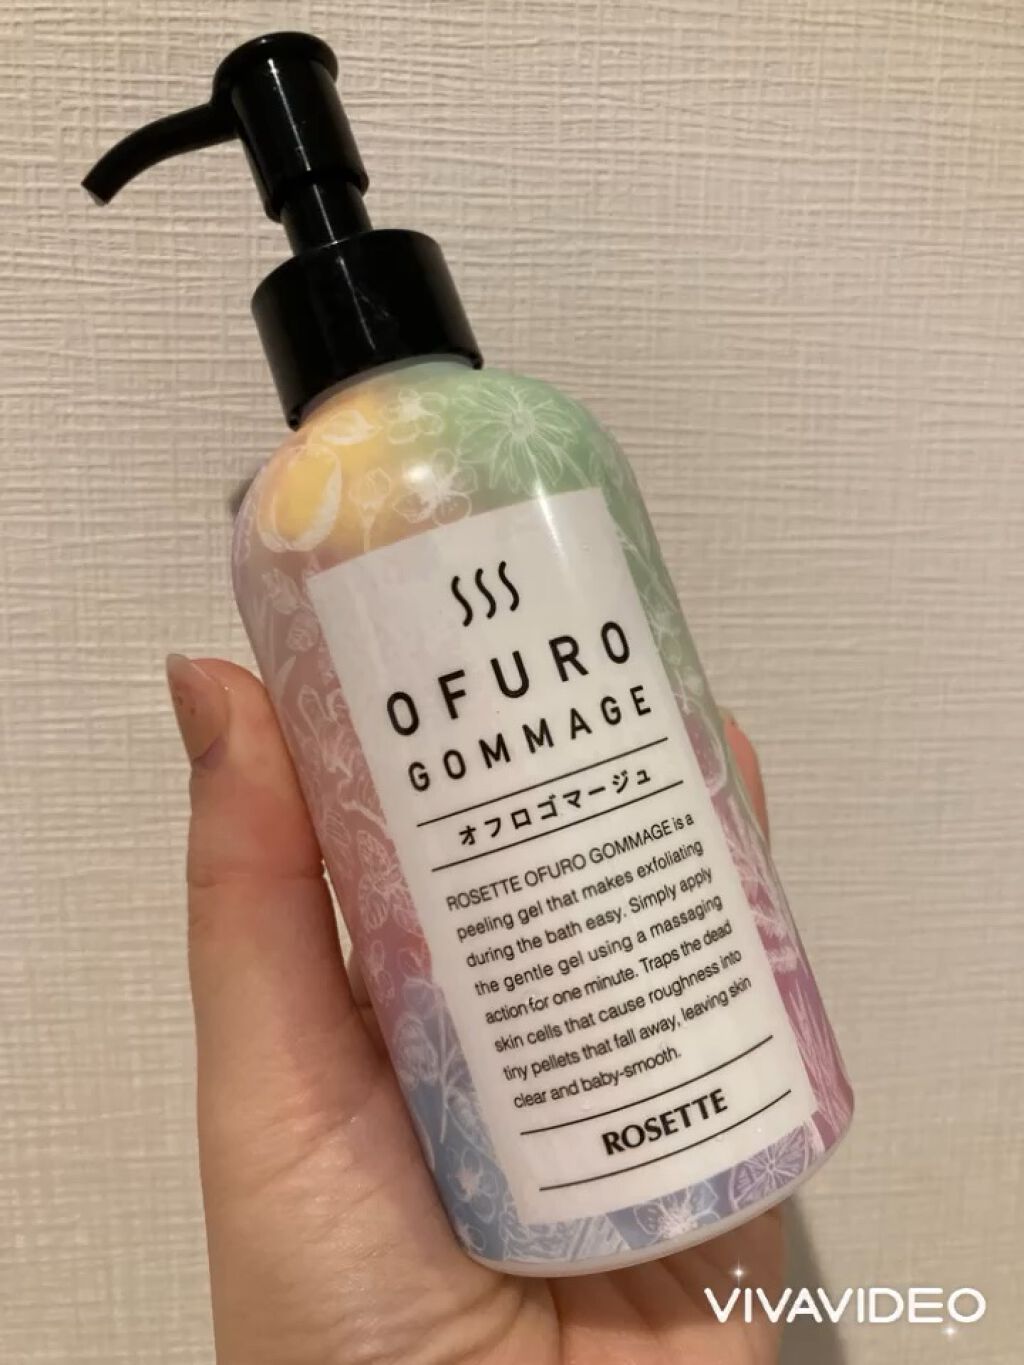 OFURO
GOMMAGE
オフロゴマージュ
ROSETTE OFURO GOMMAGE is a
peeling gel that makes exfoliating
during the bath easy. Simply apply
the gentle gel using a massaging
action for one minute. Traps the dead
skin cells that cause roughness into
tiny pellets that fall away, leaving skin
clear and baby-smooth.
ROSETTE
VIVAVIDEO